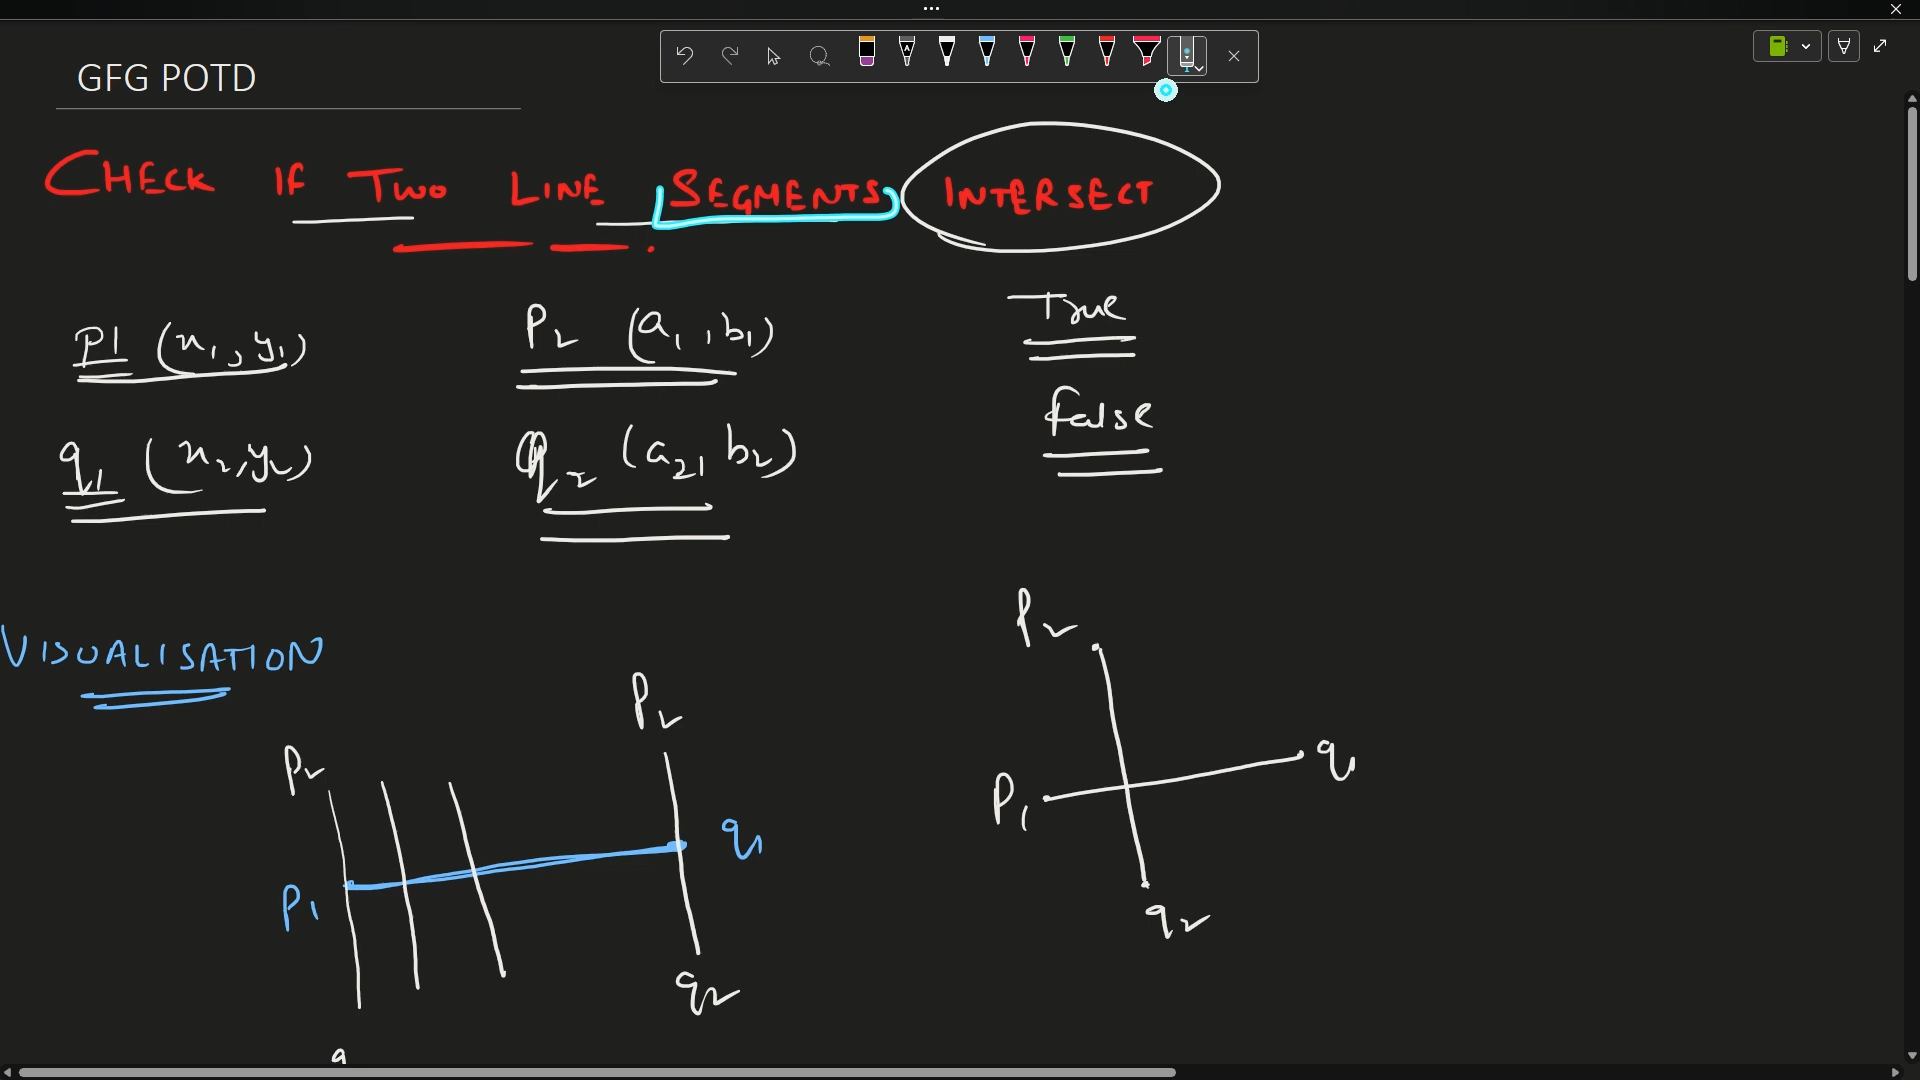 GFG POTD
CHECK IF TWO LINE SEGMENTS INTERSECT
P1 (x1, y1) P2 (a1, b1) True
q1 (x2, y2) q2 (a2, b2) false
VISUALISATION
P2
q1
P1
q2
P2
P2
q1
P1
q2
q